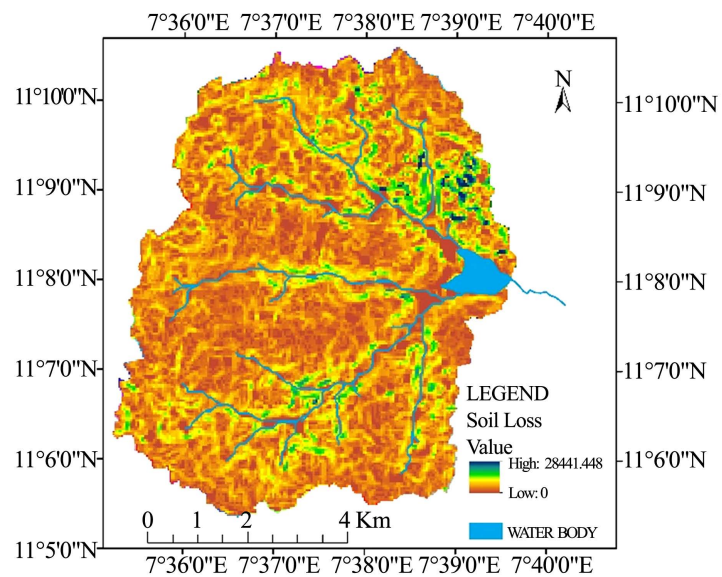 7°36'0"E 7°37'0"E 7°38'0"E 7°39'0"E 7°40'0"E
N
11°10'0"N 11°10'0"N
11°9'0"N 11°9'0"N
11°8'0"N 11°8'0"N
11°7'0"N 11°7'0"N
LEGEND
Soil Loss
Value
High: 28441.448
11°6'0"N 11°6'0"N
Low: 0
0 1 2 4 Km
WATER BODY
11°5'0"N
7°36'0"E 7°37'0"E 7°38'0"E 7°39'0"E 7°40'0"E